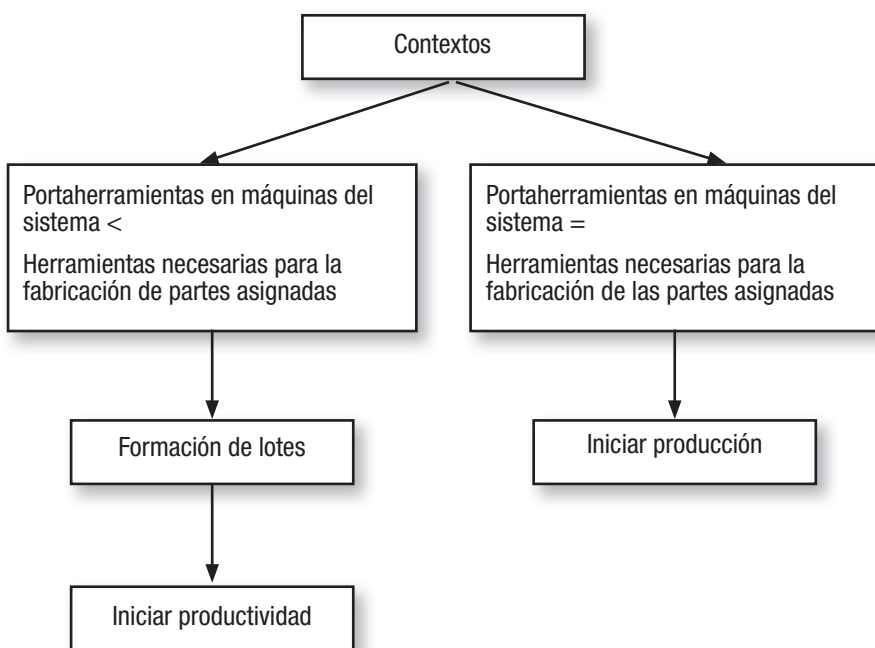 Contextos
Portaherramientas en máquinas del
sistema <
Herramientas necesarias para la
fabricación de partes asignadas
Portaherramientas en máquinas del
sistema =
Herramientas necesarias para la
fabricación de las partes asignadas
Formación de lotes
Iniciar producción
Iniciar productividad